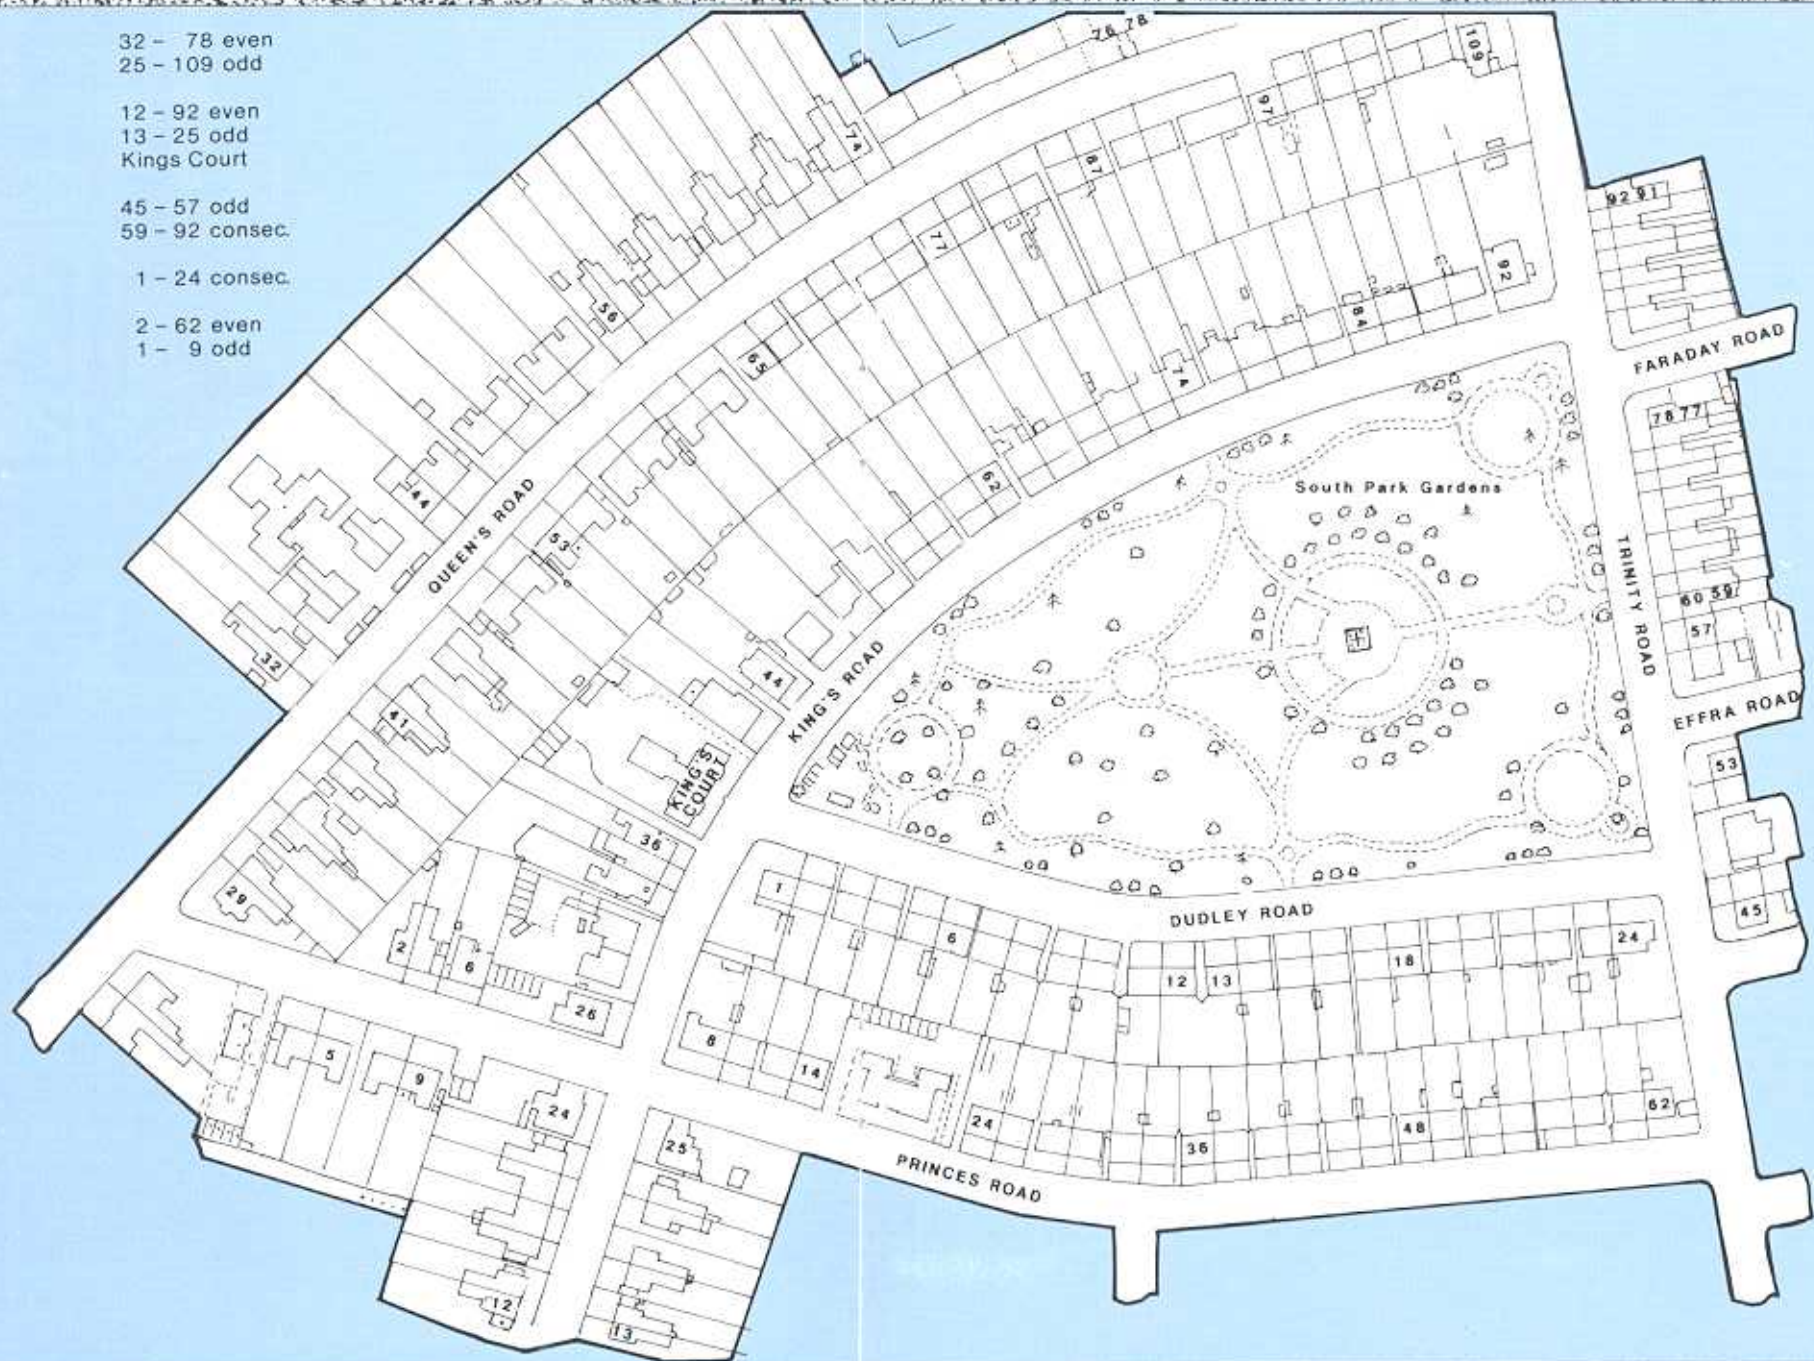 32 - 78 even
25 - 109 odd
12 - 92 even
13 - 25 odd
Kings Court
45 - 57 odd
59 - 92 consec.
1 - 24 consec.
2 - 62 even
1 - 9 odd
76 78
109
74
97
87
92 91
77
92
56
84
FARADAY ROAD
65
74
78 77
44
62
South Park Gardens
QUEEN'S ROAD
53
TRINITY ROAD
60 59
57
32
44
KING'S ROAD
EFFRA ROAD
41
KING'S
COURT
53
36
29
1
DUDLEY ROAD
45
2
6
6
12
13
18
24
26
5
8
14
9
24
24
36
48
62
25
PRINCES ROAD
12
13